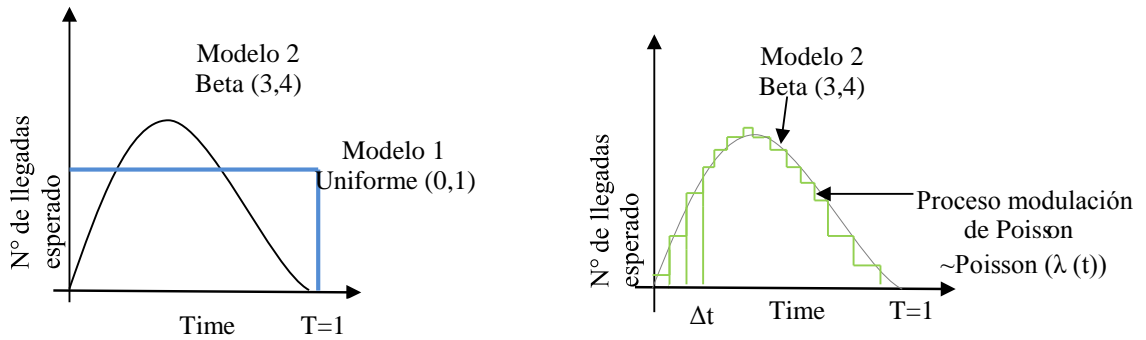 Modelo 2
Beta (3,4)
Modelo 1
Uniforme (0,1)
N° de llegadas
esperado
Time
T=1
Modelo 2
Beta (3,4)
Proceso modulación
de Poisson
~Poisson (λ (t))
N° de llegadas
esperado
Δt
Time
T=1